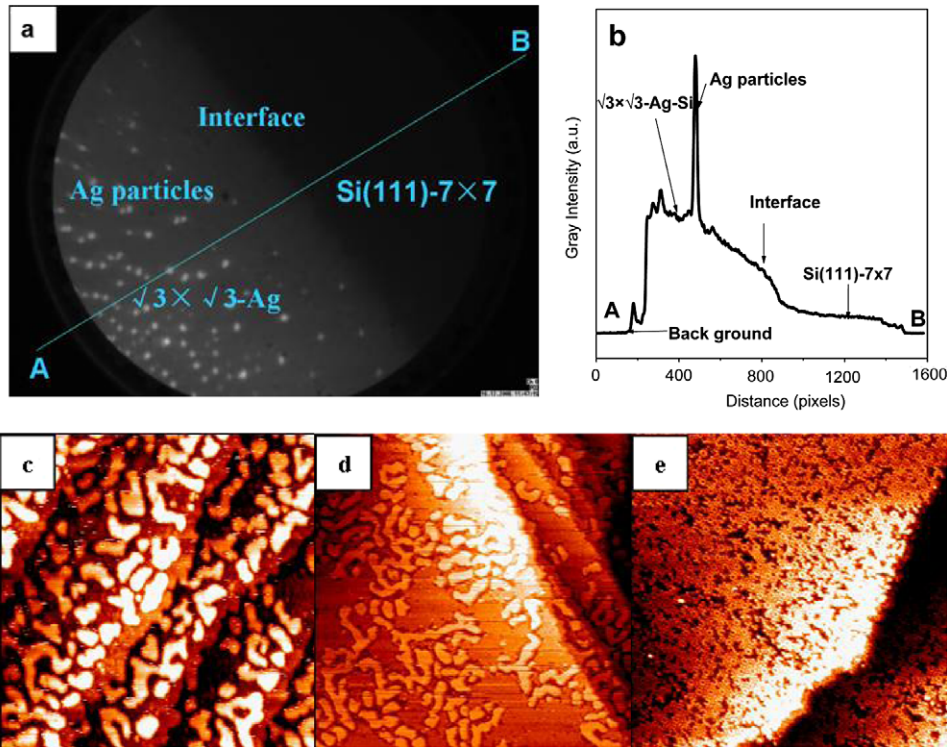 a
B
Interface
Ag particles
Si(111)-7×7
√3× √3-Ag
A
b
Ag particles
√3×√3-Ag-Si
Interface
Si(111)-7x7
A
B
Back ground
Gray Intensity (a.u.)
0
400
800
1200
1600
Distance (pixels)
c
d
e